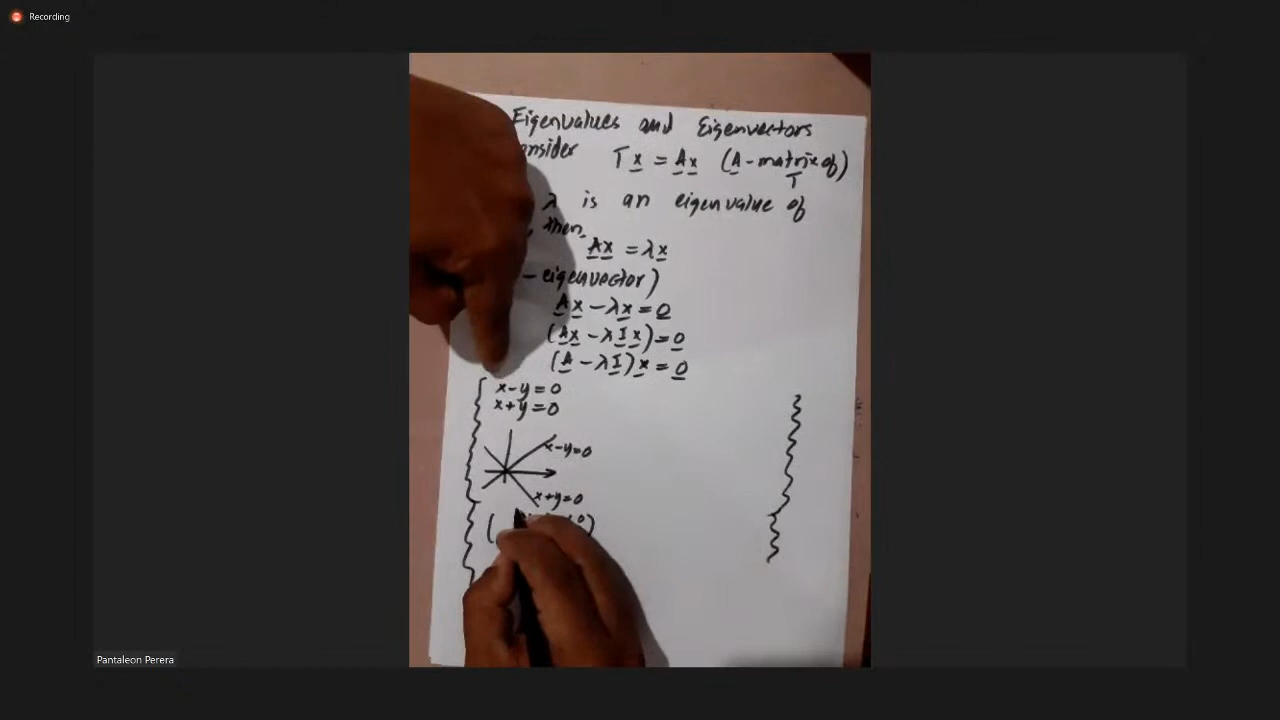 Recording
Eigenvalues and Eigenvectors
onsider Tx = Ax (A - matrix of T)
λ is an eigenvalue of
, then
Ax = λx
- eigenvector)
Ax - λx = 0
(Ax - λIx) = 0
(A - λI)x = 0
x - y = 0
x + y = 0
x - y = 0
x + y = 0
Pantaleon Perera